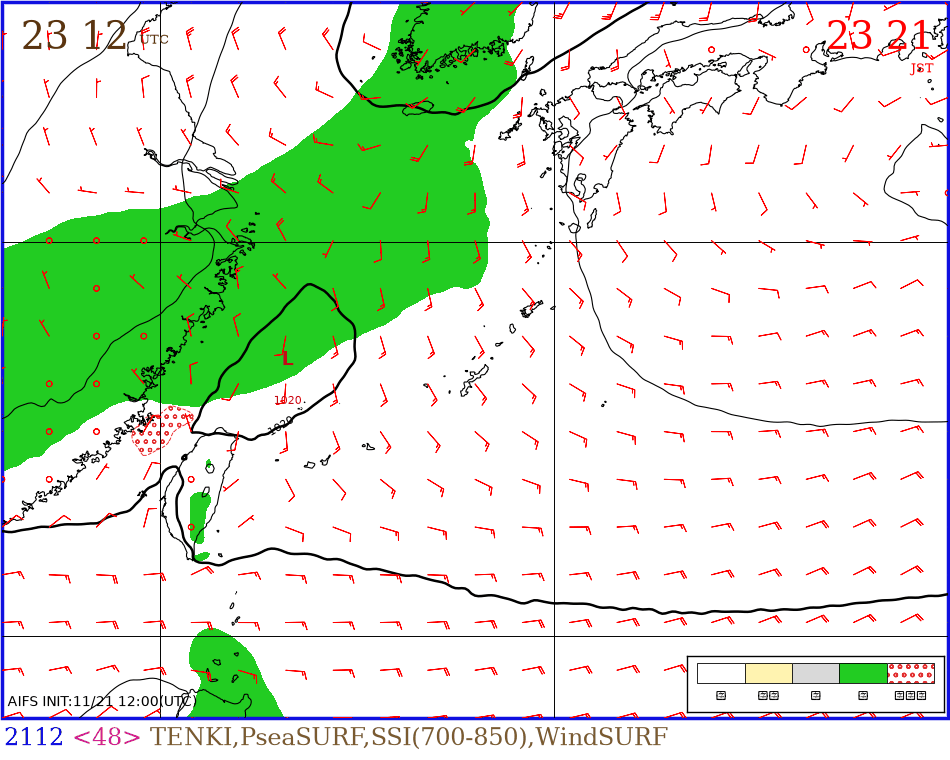 23 12 UTC 23 21
JST
L
1020
1020
AIFS INIT:11/21 12:00(UTC)
2112 <48> TENKI,PseaSURF,SSI(700-850),WindSURF